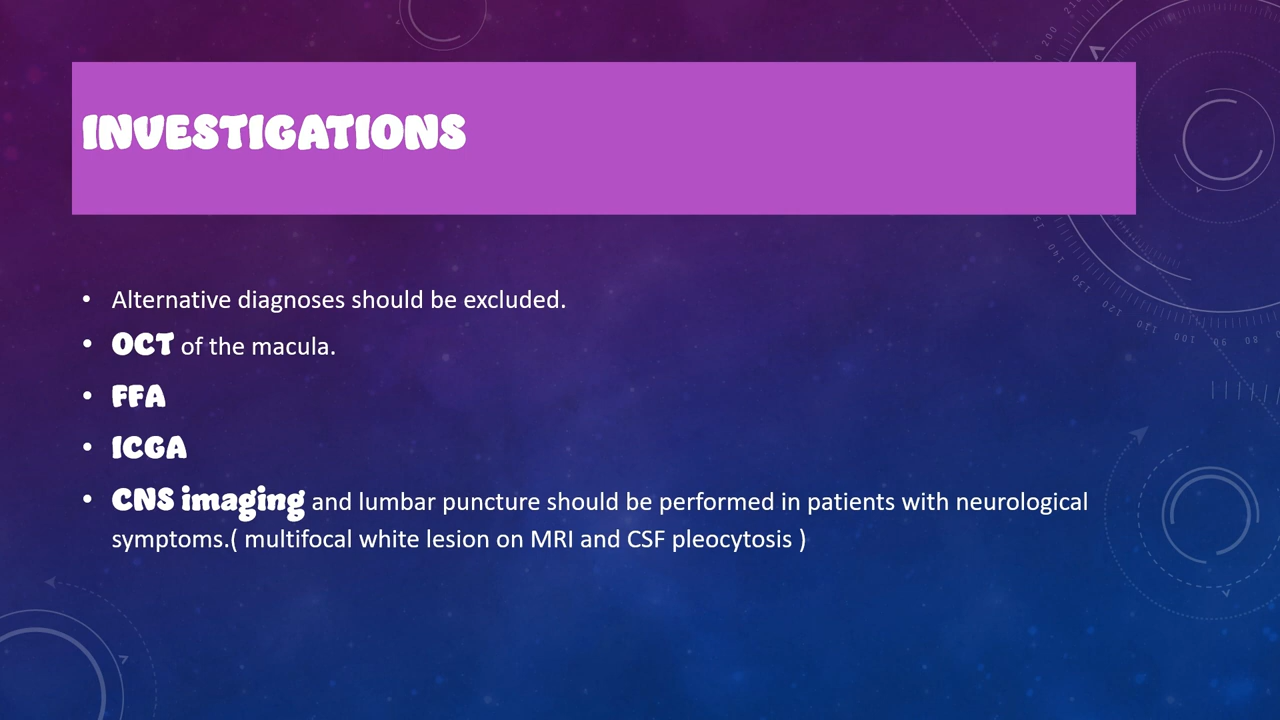 INVESTIGATIONS
• Alternative diagnoses should be excluded.
• OCT of the macula.
• FFA
• ICGA
• CNS imaging and lumbar puncture should be performed in patients with neurological
symptoms.( multifocal white lesion on MRI and CSF pleocytosis )